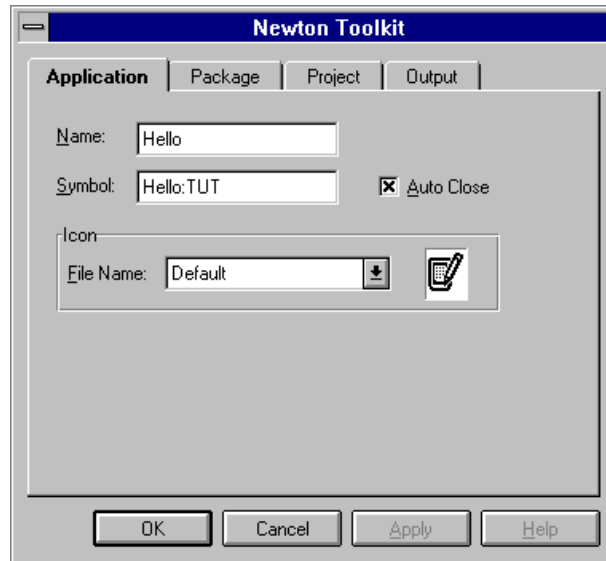 Newton Toolkit
Application Package Project Output
Name: Hello
Symbol: Hello:TUT Auto Close
Icon
File Name: Default
OK Cancel Apply Help